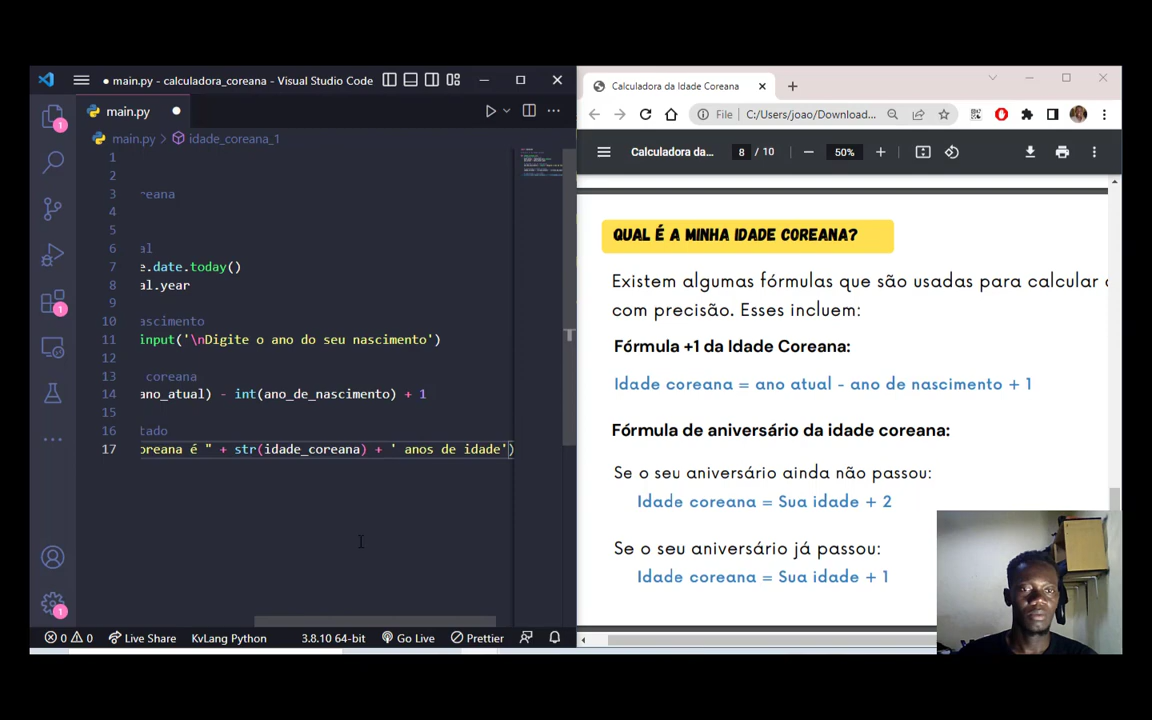 main.py - calculadora_coreana - Visual Studio Code
main.py
main.py > idade_coreana_1
1
2
3 reana
4
5
6 al
7 e.date.today()
8 al.year
9
10 ascimento
11 input('\nDigite o ano do seu nascimento')
12
13 coreana
14 ano_atual) - int(ano_de_nascimento) + 1
15
16 tado
17 oreana é " + str(idade_coreana) + ' anos de idade')
1
1
1
0 0 Live Share KvLang Python 3.8.10 64-bit Go Live Prettier
Calculadora da Idade Coreana
File C:/Users/joao/Download...
Calculadora da... 8 / 10 50%
QUAL É A MINHA IDADE COREANA?
Existem algumas fórmulas que são usadas para calcular
com precisão. Esses incluem:
Fórmula +1 da Idade Coreana:
Idade coreana = ano atual - ano de nascimento + 1
Fórmula de aniversário da idade coreana:
Se o seu aniversário ainda não passou:
Idade coreana = Sua idade + 2
Se o seu aniversário já passou:
Idade coreana = Sua idade + 1